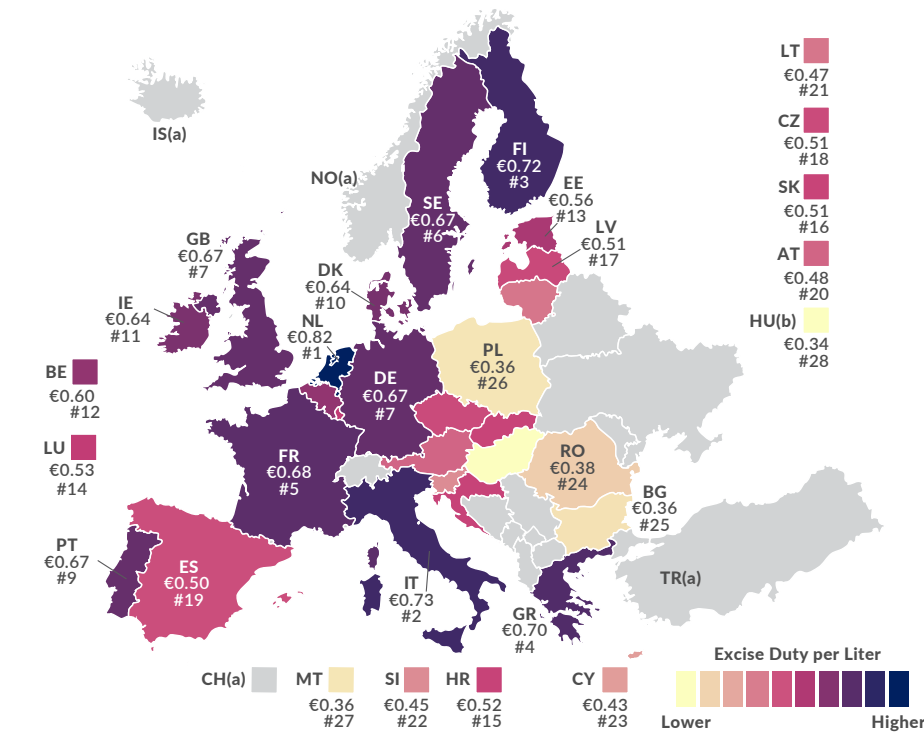 IS(a)
LT
€0.47
#21
CZ
€0.51
#18
SK
€0.51
#16
AT
€0.48
#20
HU(b)
€0.34
#28
NO(a)
FI
€0.72
#3
EE
€0.56
#13
SE
€0.67
#6
LV
€0.51
#17
GB
€0.67
#7
DK
€0.64
#10
IE
€0.64
#11
NL
€0.82
#1
BE
€0.60
#12
DE
€0.67
#7
PL
€0.36
#26
LU
€0.53
#14
FR
€0.68
#5
RO
€0.38
#24
BG
€0.36
#25
PT
€0.67
#9
ES
€0.50
#19
IT
€0.73
#2
GR
€0.70
#4
TR(a)
CH(a)
MT
€0.36
#27
SI
€0.45
#22
HR
€0.52
#15
CY
€0.43
#23
Excise Duty per Liter
Lower
Higher